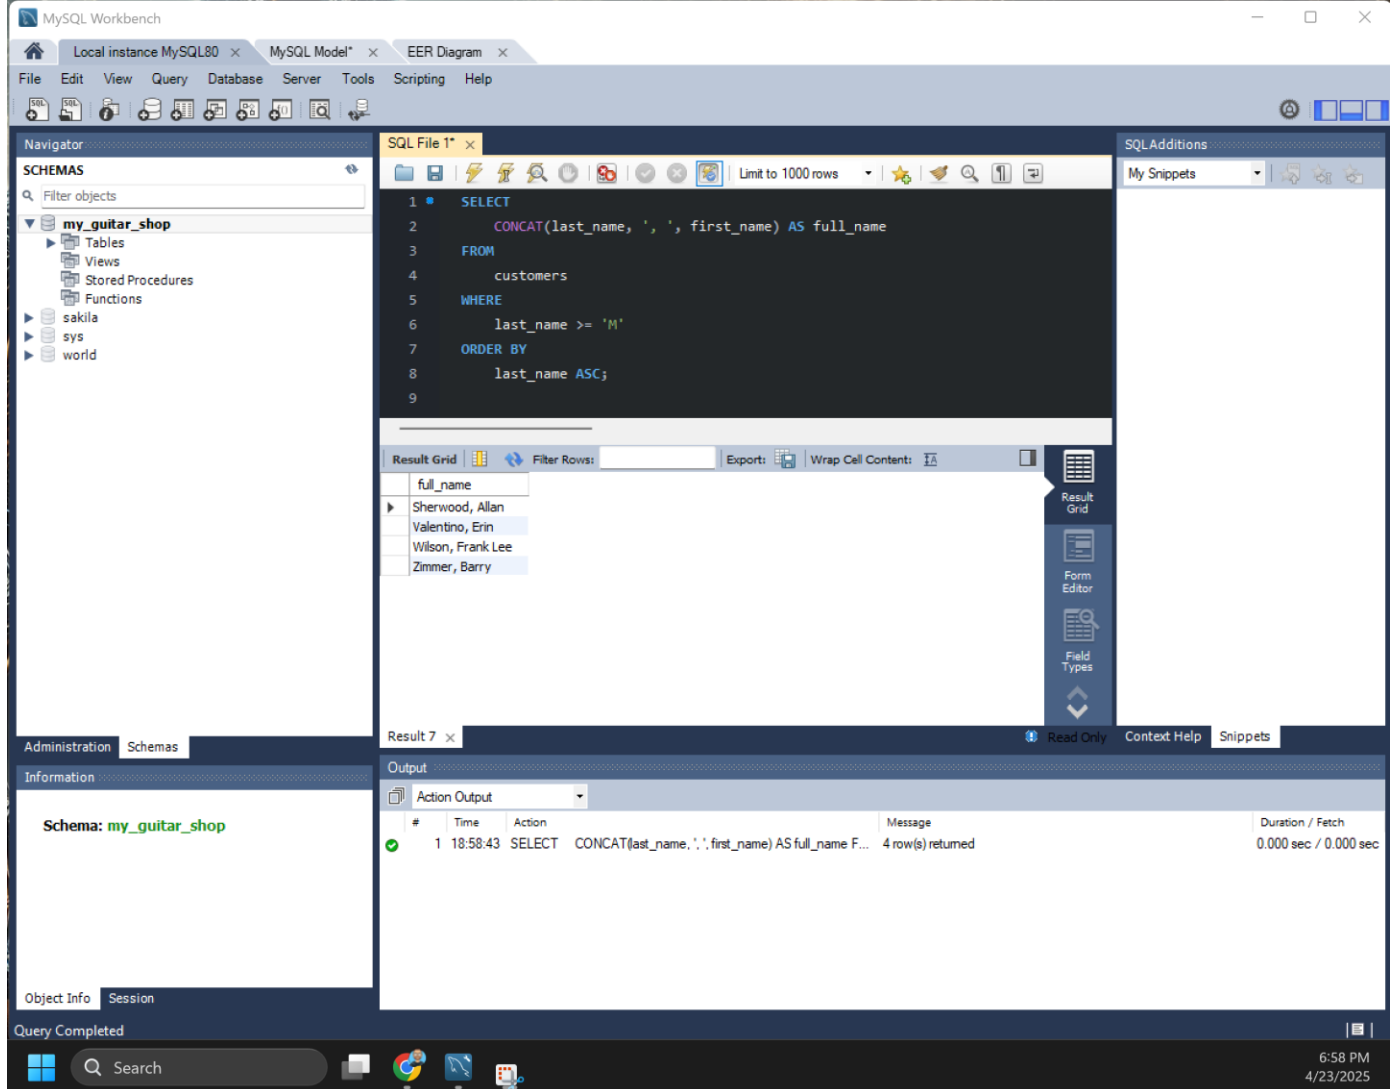 MySQL Workbench
Local instance MySQL80 MySQL Model* EER Diagram
File Edit View Query Database Server Tools Scripting Help
Navigator
SCHEMAS
Filter objects
my_guitar_shop
Tables
Views
Stored Procedures
Functions
sakila
sys
world
Administration Schemas
Information
Schema: my_guitar_shop
Object Info Session
SQL File 1*
Limit to 1000 rows
1 SELECT
2 CONCAT(last_name, ', ', first_name) AS full_name
3 FROM
4 customers
5 WHERE
6 last_name >= 'M'
7 ORDER BY
8 last_name ASC;
9
Result Grid Filter Rows: Export: Wrap Cell Content:
full_name
Sherwood, Allan
Valentino, Erin
Wilson, Frank Lee
Zimmer, Barry
Result
Grid
Form
Editor
Field
Types
Result 7 Read Only
SQLAdditions
My Snippets
Context Help Snippets
Output
Action Output
# Time Action Message Duration / Fetch
1 18:58:43 SELECT CONCAT(last_name, ', ', first_name) AS full_name F... 4 row(s) returned 0.000 sec / 0.000 sec
Query Completed
Search
6:58 PM
4/23/2025